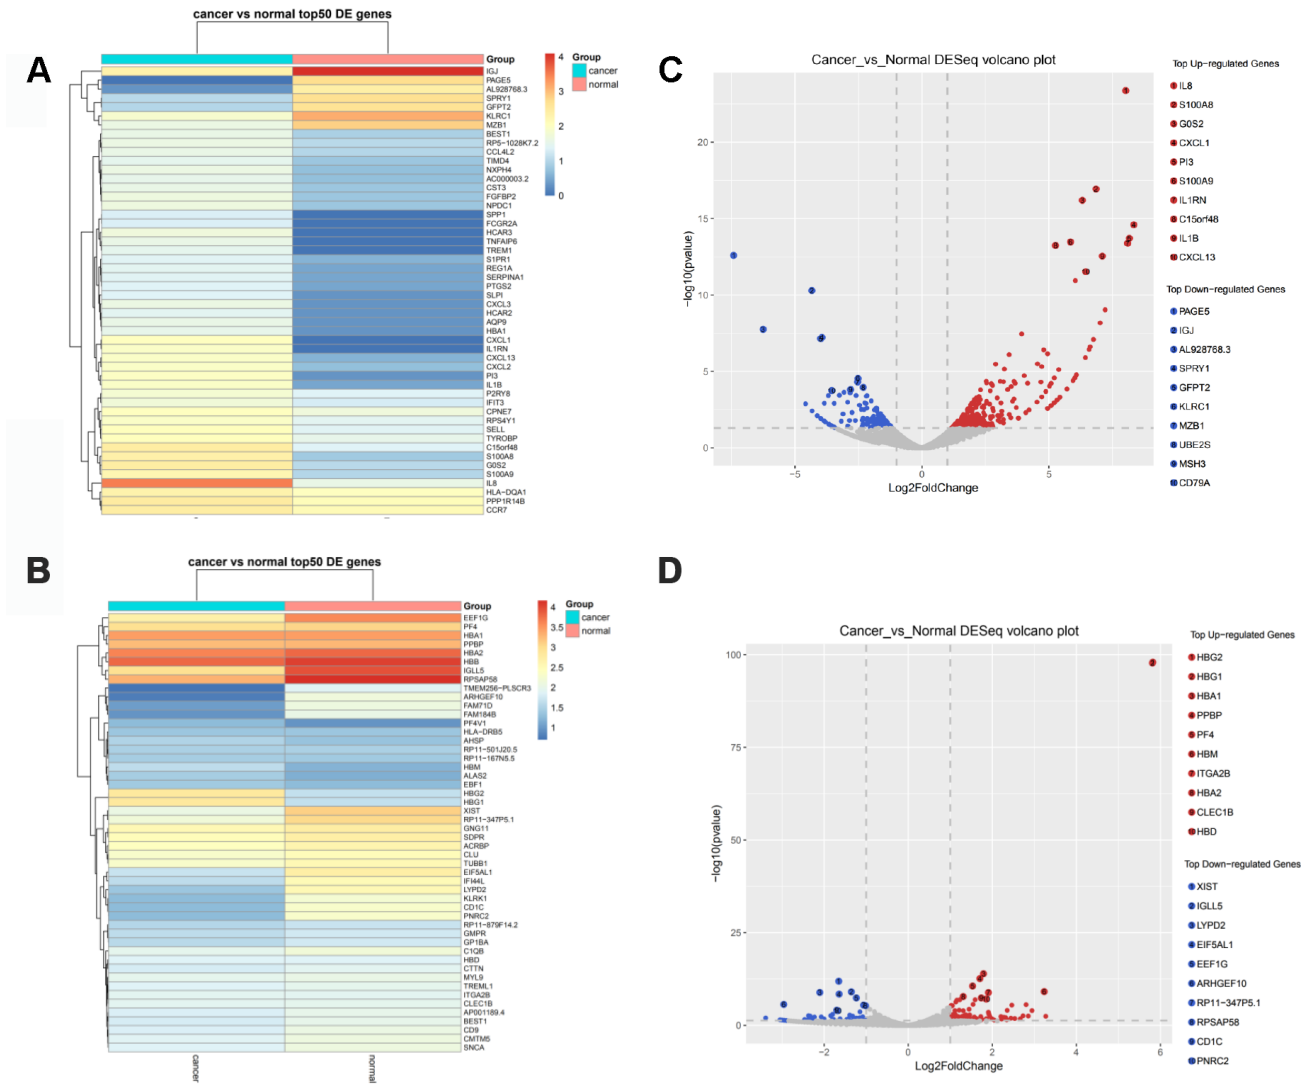 A
cancer vs normal top50 DE genes
Group
IGJ
PAGE5
AL928768.3
SPRY1
GFPT2
KLRC1
MZB1
BEST1
RP5-1028K7.2
CCL4L2
TIMD4
NXPH4
AC000003.2
CST3
FGFBP2
NPDC1
SPP1
FCGR2A
HCAR3
TNFAIP6
TREM1
S1PR1
REG1A
SERPINA1
PTGS2
SLPI
CXCL3
HCAR2
AQP9
HBA1
CXCL1
IL1RN
CXCL13
CXCL2
PI3
IL1B
P2RY8
IFIT3
CPNE7
RPS4Y1
SELL
TYROBP
C15orf48
S100A8
G0S2
S100A9
IL8
HLA-DQA1
PPP1R14B
CCR7
4
3
2
1
0
Group
cancer
normal
C
Cancer_vs_Normal DESeq volcano plot
−log10(pvalue)
20
15
10
5
0
−5
0
5
Log2FoldChange
Top Up−regulated Genes
IL8
S100A8
G0S2
CXCL1
PI3
S100A9
IL1RN
C15orf48
IL1B
CXCL13
Top Down−regulated Genes
PAGE5
IGJ
AL928768.3
SPRY1
GFPT2
KLRC1
MZB1
UBE2S
MSH3
CD79A
B
cancer vs normal top50 DE genes
Group
EEF1G
PF4
HBA1
PPBP
HBA2
HBB
IGLL5
RPSAP58
TMEM256-PLSCR3
ARHGEF10
FAM71D
FAM184B
PF4V1
HLA-DRB5
AHSP
RP11-501J20.5
RP11-167N5.5
HBM
ALAS2
EBF1
HBG2
HBG1
XIST
RP11-347P5.1
GNG11
SDPR
ACRBP
CLU
TUBB1
EIF5AL1
IFI44L
LYPD2
KLRK1
CD1C
PNRC2
RP11-879F14.2
GMPR
GP1BA
C1QB
HBD
CTTN
MYL9
TREML1
ITGA2B
CLEC1B
AP001189.4
BEST1
CD9
CMTM5
SNCA
cancer
normal
4
3.5
3
2.5
2
1.5
1
Group
cancer
normal
D
Cancer_vs_Normal DESeq volcano plot
−log10(pvalue)
100
75
50
25
0
−2
0
2
4
6
Log2FoldChange
Top Up−regulated Genes
HBG2
HBG1
HBA1
PPBP
PF4
HBM
ITGA2B
HBA2
CLEC1B
HBD
Top Down−regulated Genes
XIST
IGLL5
LYPD2
EIF5AL1
EEF1G
ARHGEF10
RP11−347P5.1
RPSAP58
CD1C
PNRC2